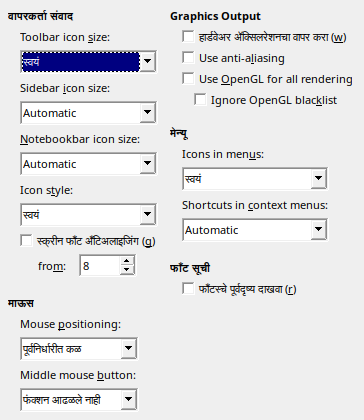 वापरकर्ता संवाद
Toolbar icon size:
स्वयं
Sidebar icon size:
Automatic
Notebookbar icon size:
Automatic
Icon style:
स्वयं
स्क्रीन फाँट अँटिअलाइजिंग (g)
from: 8
माऊस
Mouse positioning:
पूर्वनिर्धारीत कळ
Middle mouse button:
फंक्शन आढळले नाही
Graphics Output
हार्डवेअर अ‍ॅक्सिलरेशनचा वापर करा (w)
Use anti-aliasing
Use OpenGL for all rendering
Ignore OpenGL blacklist
मेन्यू
Icons in menus:
स्वयं
Shortcuts in context menus:
Automatic
फाँट सूची
फाँटस्चे पूर्वदृष्य दाखवा (r)